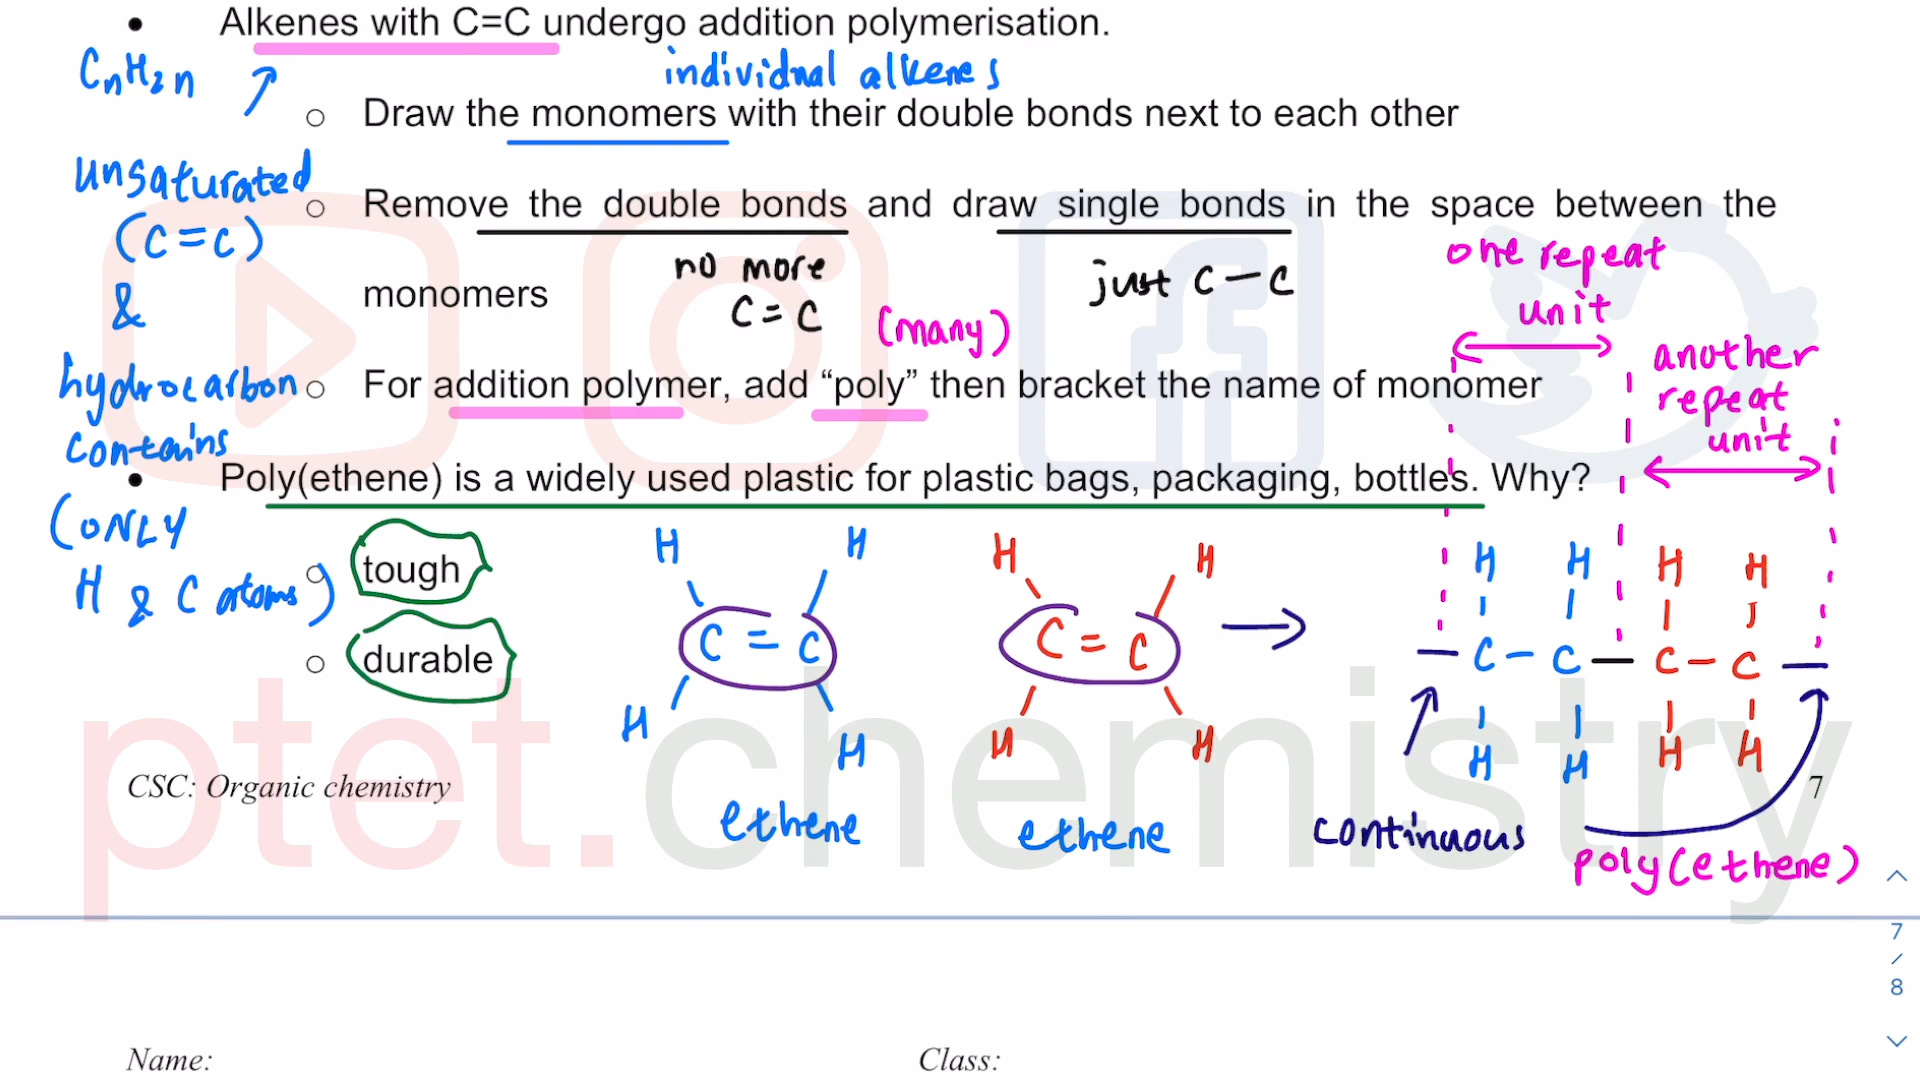 • Alkenes with C=C undergo addition polymerisation.
CnH2n
individual alkenes
○ Draw the monomers with their double bonds next to each other
unsaturated
(C=C)
&
hydrocarbon
contains
(ONLY
H & C atoms)
○ Remove the double bonds and draw single bonds in the space between the
monomers
no more
C=C
just C-C
one repeat
unit
(many)
another
repeat
unit
○ For addition polymer, add “poly” then bracket the name of monomer
• Poly(ethene) is a widely used plastic for plastic bags, packaging, bottles. Why?
○ tough
○ durable
H H
C = C
H H
ethene
H H
C = C
H H
ethene
H H H H
— C – C — C – C —
H H H H
continuous
poly(ethene)
CSC: Organic chemistry
7
ptet.chemistry
7
/
8
Name:
Class: